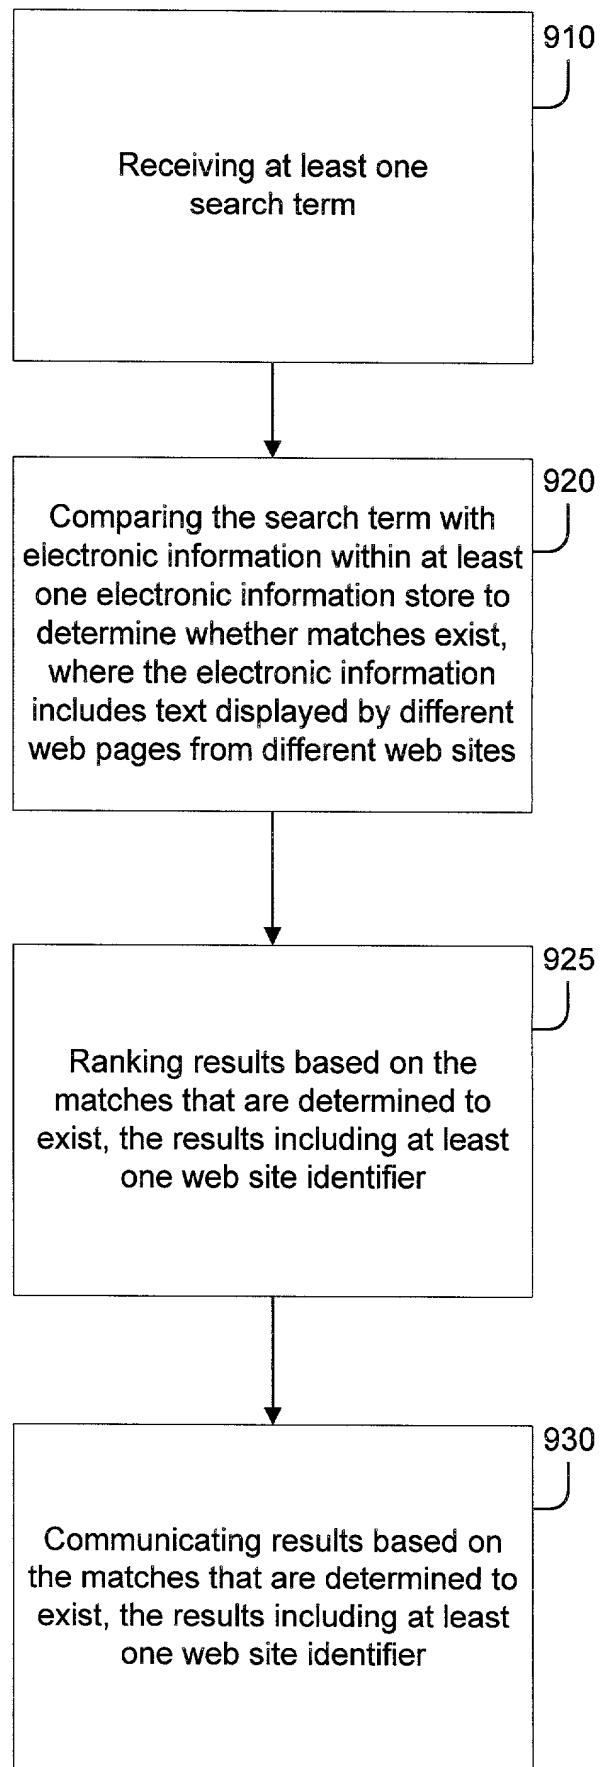 910
Receiving at least one
search term
920
Comparing the search term with
electronic information within at least
one electronic information store to
determine whether matches exist,
where the electronic information
includes text displayed by different
web pages from different web sites
925
Ranking results based on the
matches that are determined to
exist, the results including at least
one web site identifier
930
Communicating results based on
the matches that are determined to
exist, the results including at least
one web site identifier